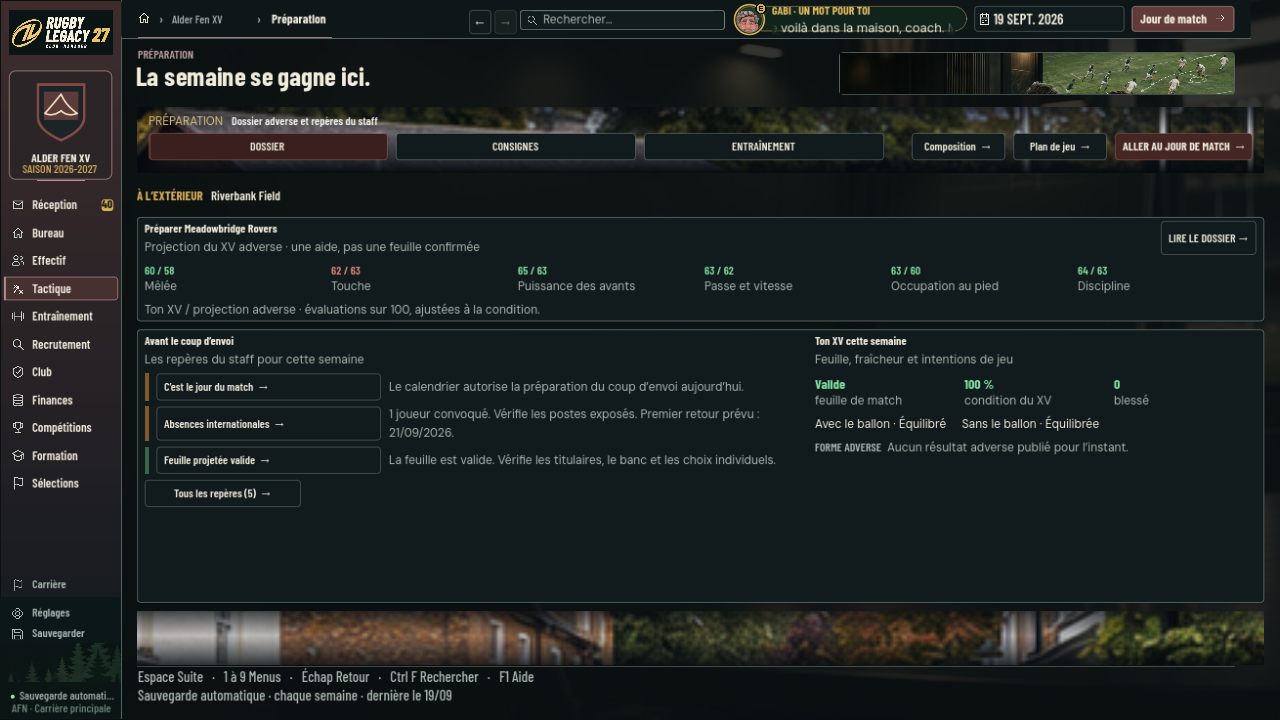 RUGBY
LEGACY 27
CLUB MANAGER
Alder Fen XV
Préparation
Rechercher...
GABI · UN MOT POUR TOI
voilà dans la maison, coach.
19 SEPT. 2026
Jour de match →
PRÉPARATION
La semaine se gagne ici.
ALDER FEN XV
SAISON 2026-2027
PRÉPARATION Dossier adverse et repères du staff
DOSSIER
CONSIGNES
ENTRAÎNEMENT
Composition →
Plan de jeu →
ALLER AU JOUR DE MATCH →
Réception 40
Bureau
Effectif
Tactique
Entraînement
Recrutement
Club
Finances
Compétitions
Formation
Sélections
Carrière
Réglages
Sauvegarder
Sauvegarde automati...
AFN · Carrière principale
À L'EXTÉRIEUR Riverbank Field
Préparer Meadowbridge Rovers
Projection du XV adverse · une aide, pas une feuille confirmée
LIRE LE DOSSIER →
60 / 58
Mêlée
62 / 63
Touche
65 / 63
Puissance des avants
63 / 62
Passe et vitesse
63 / 60
Occupation au pied
64 / 63
Discipline
Ton XV / projection adverse · évaluations sur 100, ajustées à la condition.
Avant le coup d'envoi
Les repères du staff pour cette semaine
C'est le jour du match →
Le calendrier autorise la préparation du coup d'envoi aujourd'hui.
Absences internationales →
1 joueur convoqué. Vérifie les postes exposés. Premier retour prévu :
21/09/2026.
Feuille projetée valide →
La feuille est valide. Vérifie les titulaires, le banc et les choix individuels.
Tous les repères (5) →
Ton XV cette semaine
Feuille, fraîcheur et intentions de jeu
Valide
feuille de match
100 %
condition du XV
0
blessé
Avec le ballon · Équilibré Sans le ballon · Équilibrée
FORME ADVERSE Aucun résultat adverse publié pour l'instant.
Espace Suite · 1 à 9 Menus · Échap Retour · Ctrl F Rechercher · F1 Aide
Sauvegarde automatique · chaque semaine · dernière le 19/09